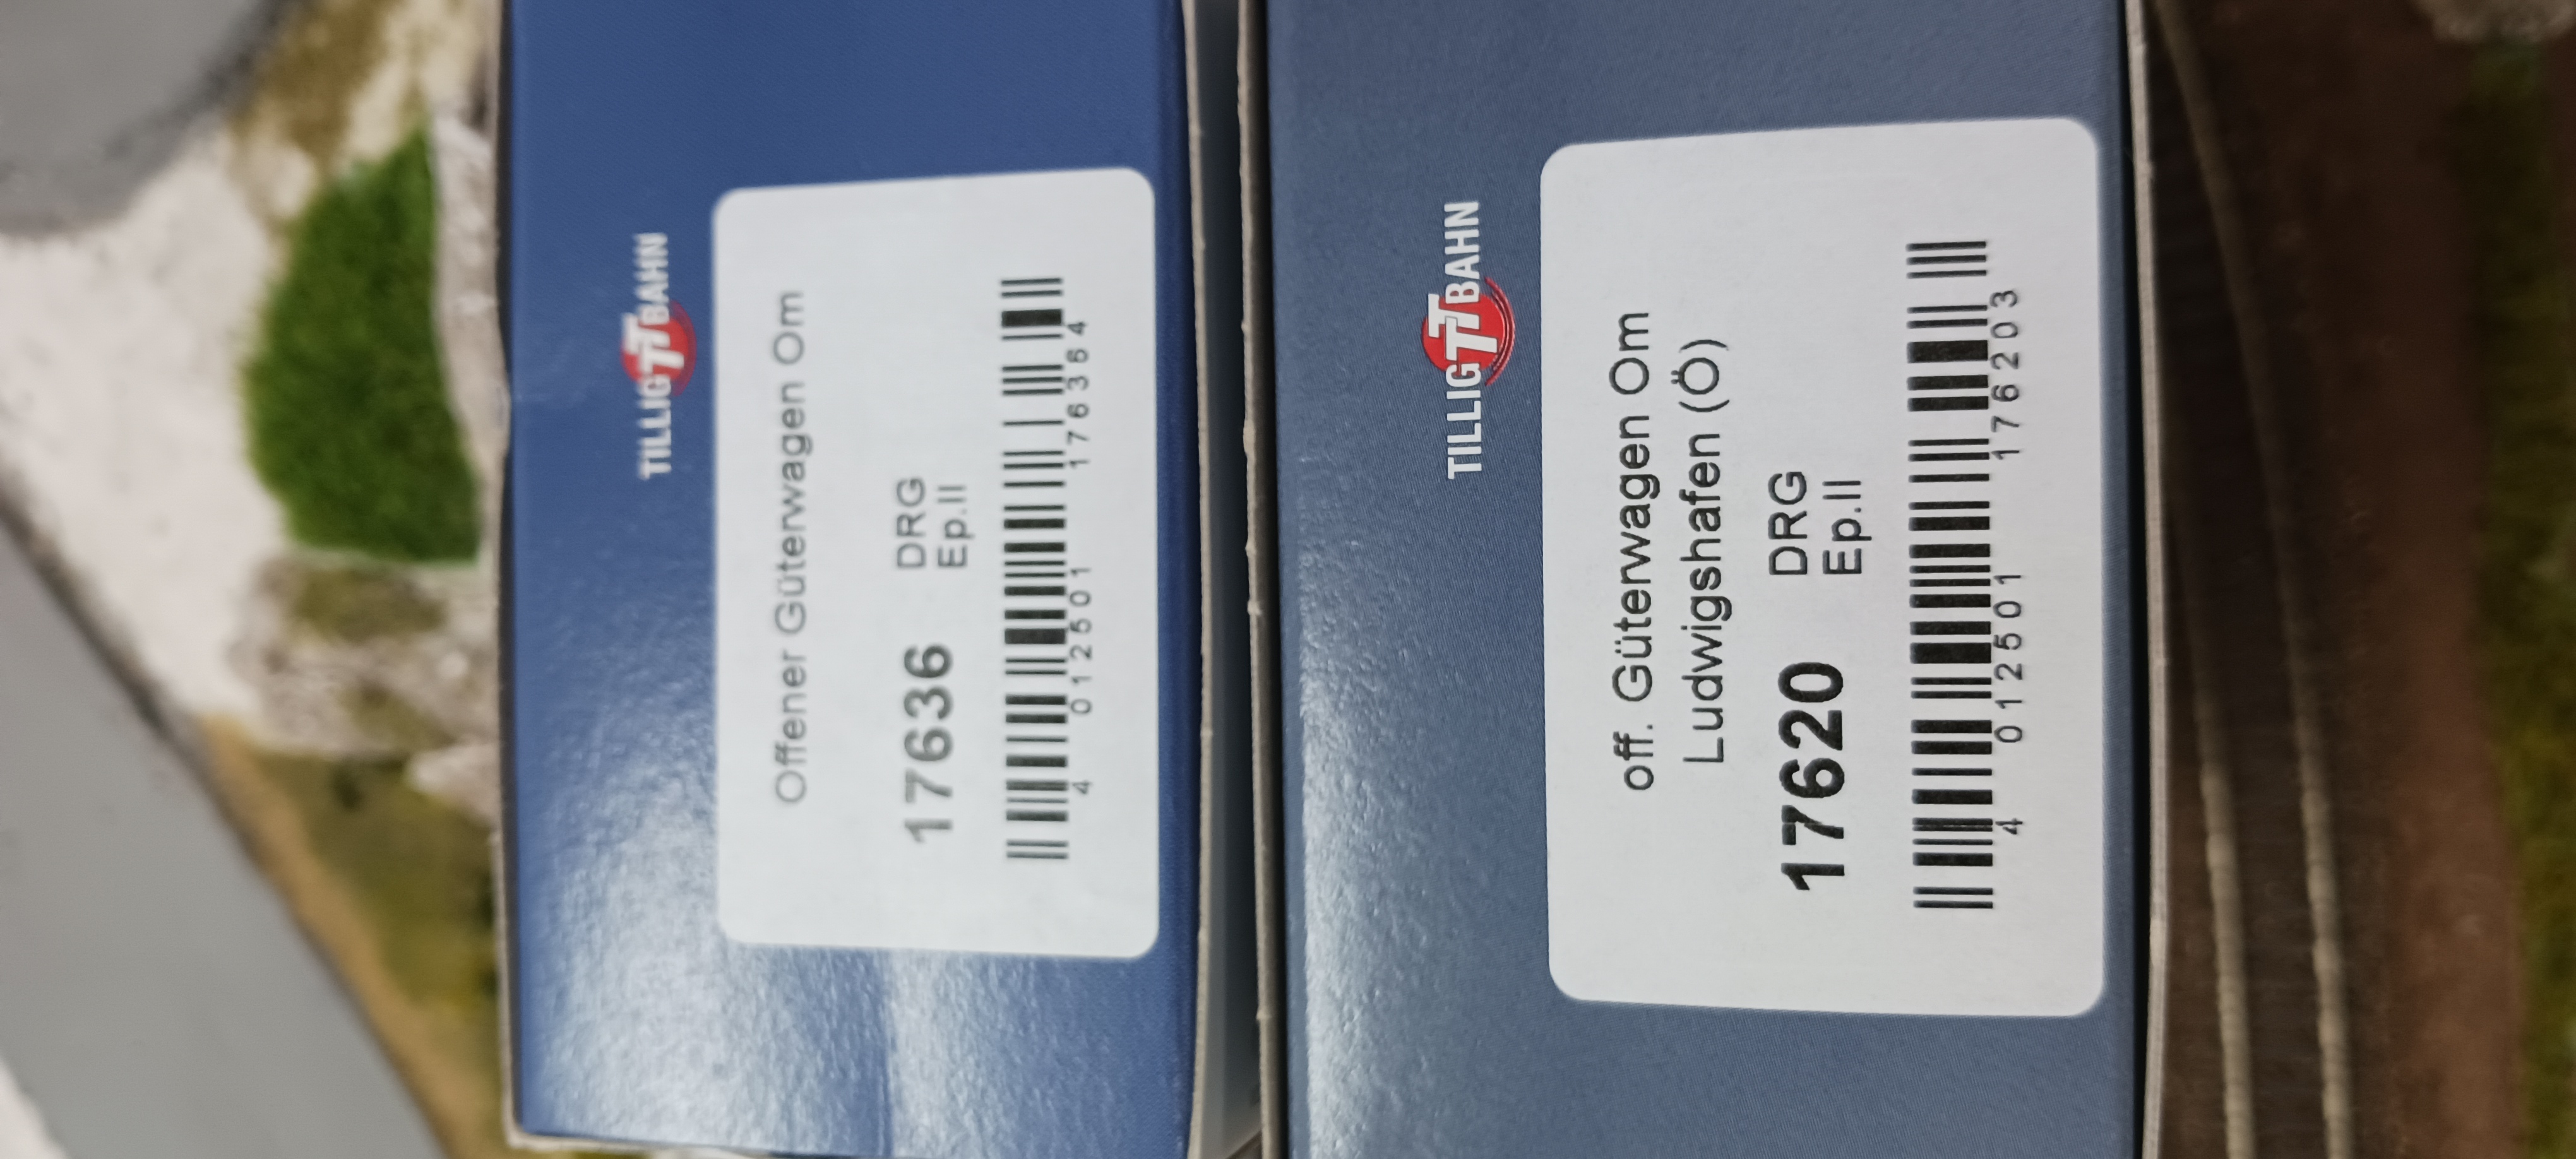 TILLIG TT BAHN
Offener Güterwagen Om
17636
DRG
Ep.II
4 012501 176364
TILLIG TT BAHN
off. Güterwagen Om
Ludwigshafen (Ö)
17620
DRG
Ep.II
4 012501 176203